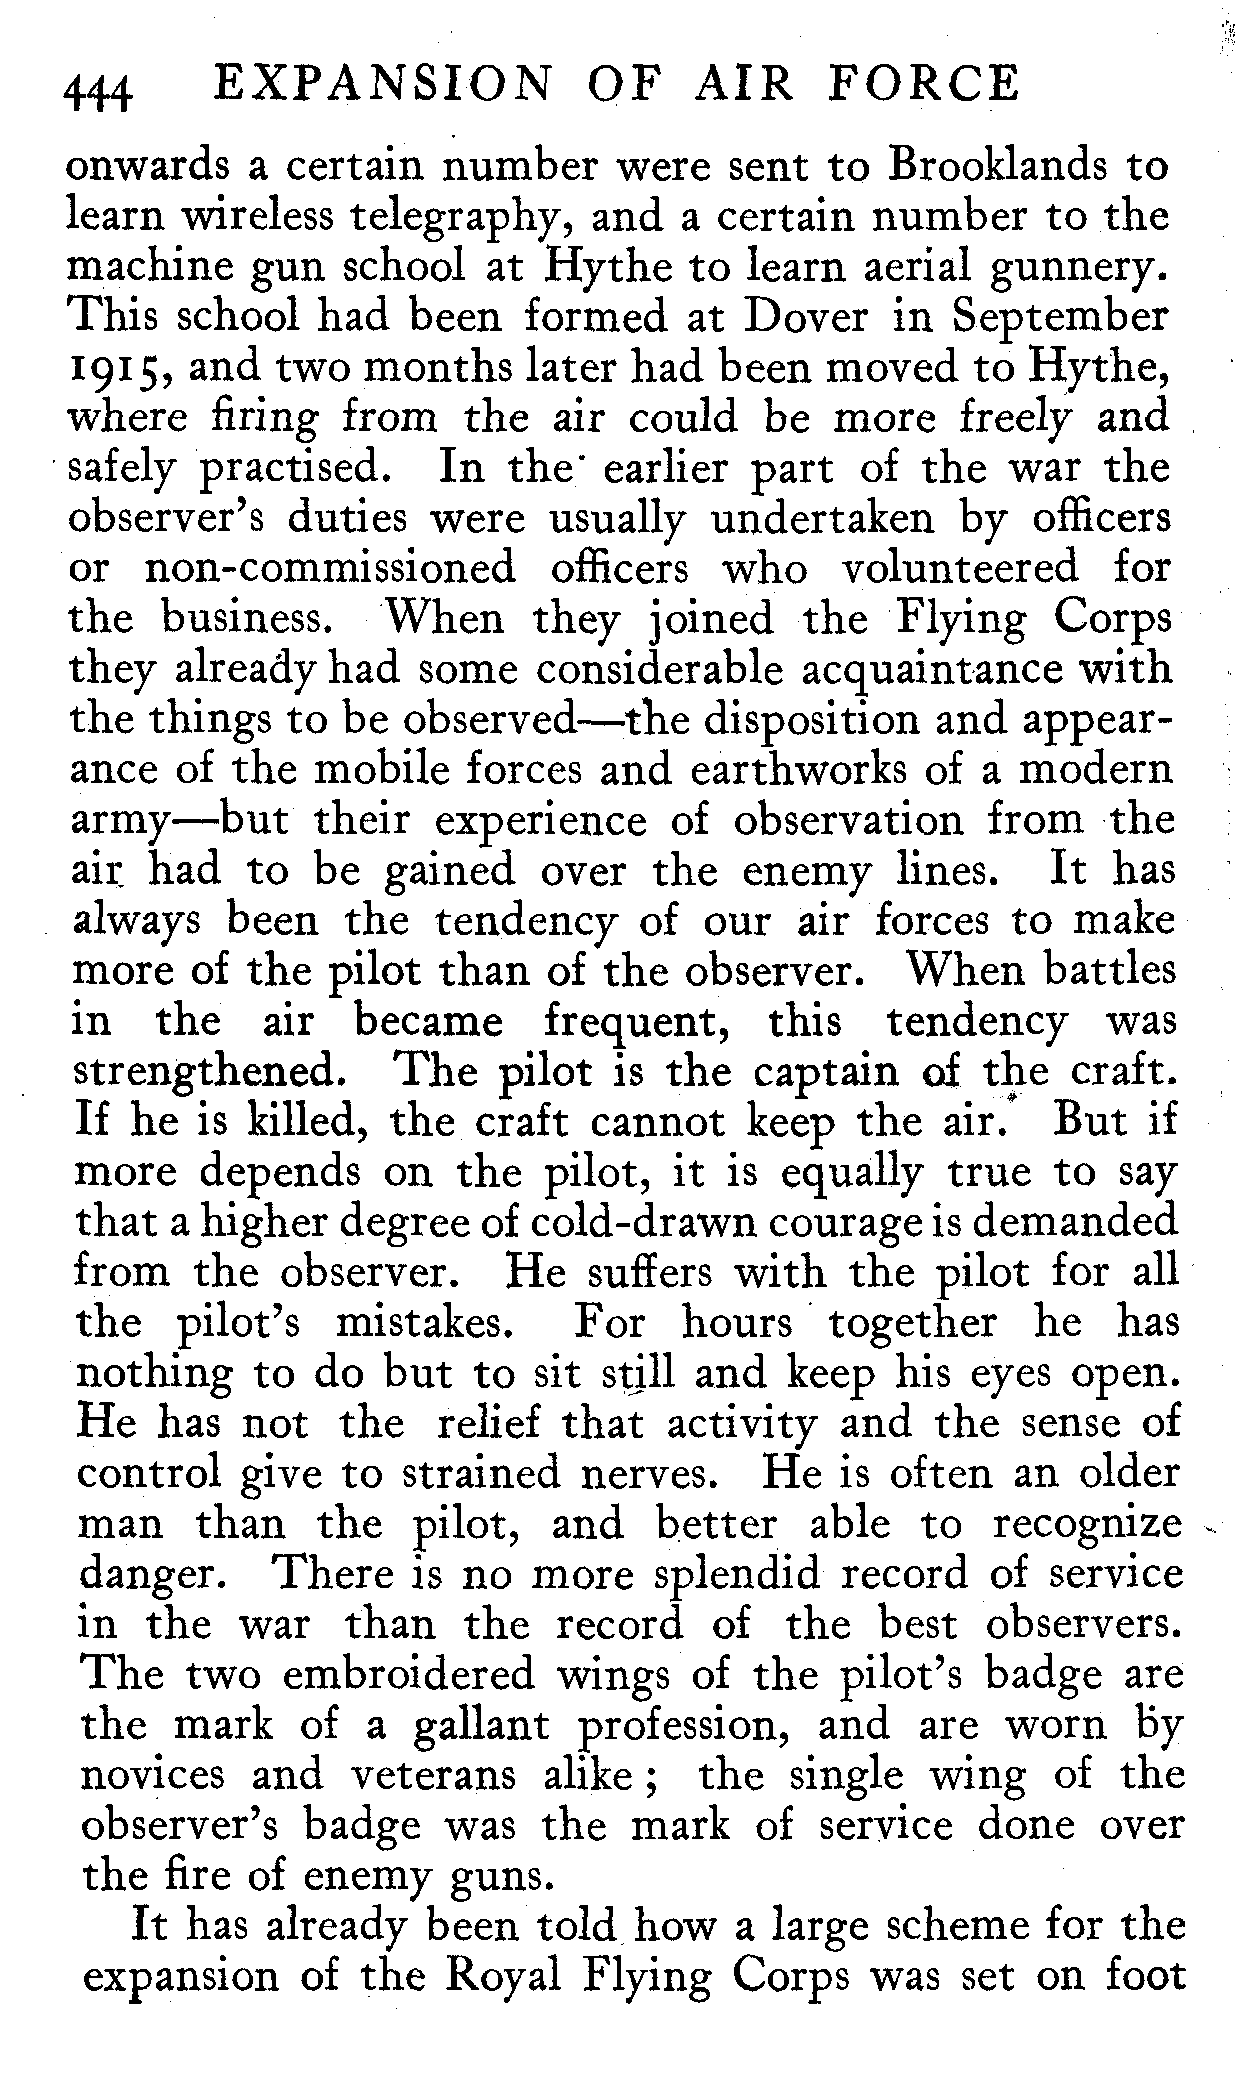 444 EXPANSION OF AIR FORCE
onwards a certain number were sent to Brooklands to
learn wireless telegraphy, and a certain number to the
machine gun school at Hythe to learn aerial gunnery.
This school had been formed at Dover in September
1915, and two months later had been moved to Hythe,
where firing from the air could be more freely and
safely practised. In the earlier part of the war the
observer's duties were usually undertaken by officers
or non-commissioned officers who volunteered for
the business. When they joined the Flying Corps
they already had some considerable acquaintance with
the things to be observed—the disposition and appear-
ance of the mobile forces and earthworks of a modern
army—but their experience of observation from the
air had to be gained over the enemy lines. It has
always been the tendency of our air forces to make
more of the pilot than of the observer. When battles
in the air became frequent, this tendency was
strengthened. The pilot is the captain of the craft.
If he is killed, the craft cannot keep the air. But if
more depends on the pilot, it is equally true to say
that a higher degree of cold-drawn courage is demanded
from the observer. He suffers with the pilot for all
the pilot's mistakes. For hours together he has
nothing to do but to sit still and keep his eyes open.
He has not the relief that activity and the sense of
control give to strained nerves. He is often an older
man than the pilot, and better able to recognize
danger. There is no more splendid record of service
in the war than the record of the best observers.
The two embroidered wings of the pilot's badge are
the mark of a gallant profession, and are worn by
novices and veterans alike ; the single wing of the
observer's badge was the mark of service done over
the fire of enemy guns.
It has already been told how a large scheme for the
expansion of the Royal Flying Corps was set on foot